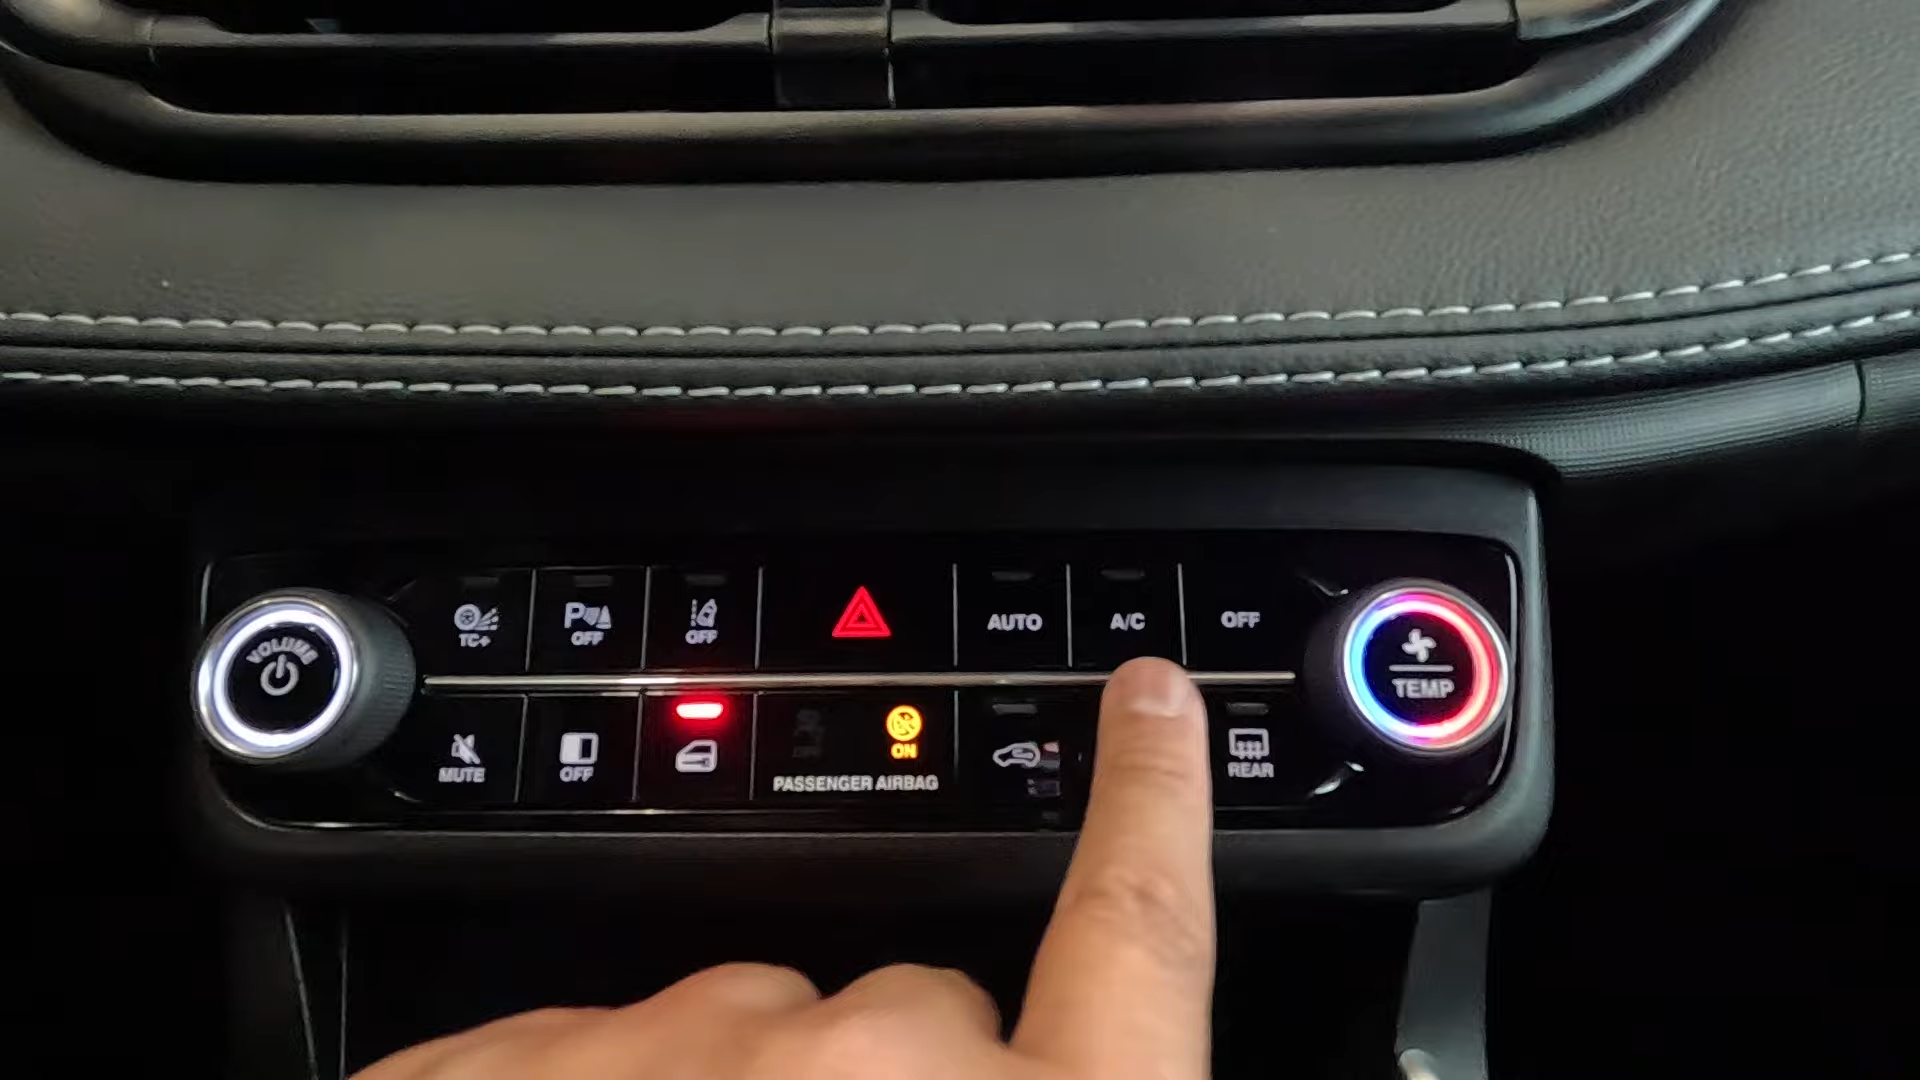 VOLUME
TC+
P OFF
OFF
AUTO
A/C
OFF
TEMP
MUTE
OFF
ON
PASSENGER AIRBAG
REAR